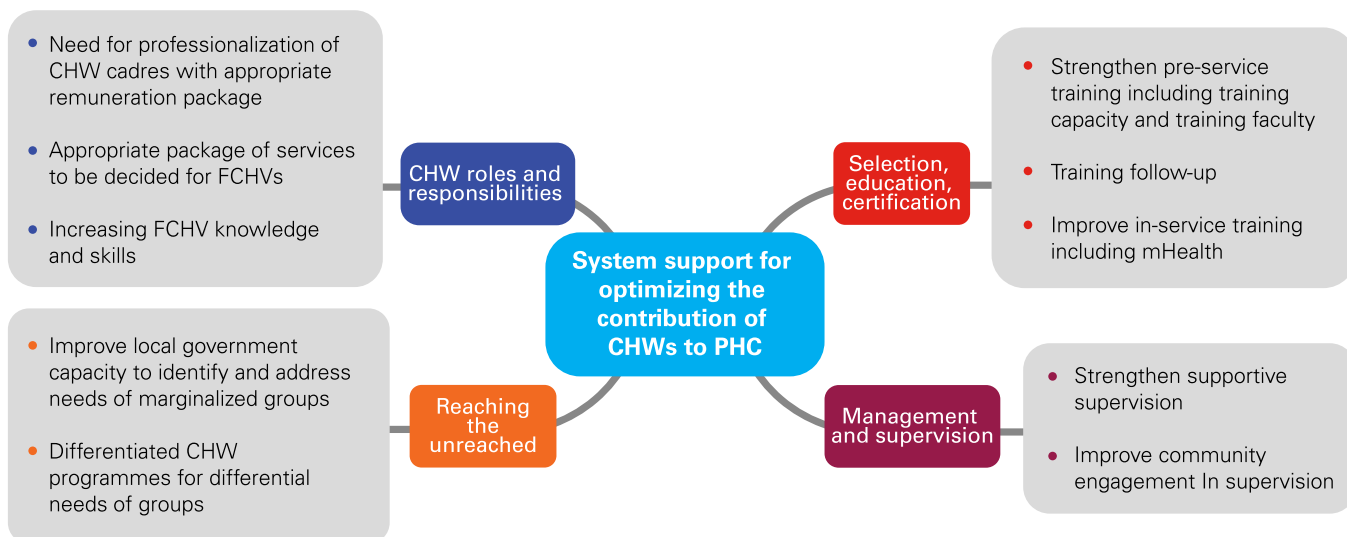 Need for professionalization of
CHW cadres with appropriate
remuneration package
Appropriate package of services
to be decided for FCHVs
Increasing FCHV knowledge
and skills
CHW roles and
responsibilities
Improve local government
capacity to identify and address
needs of marginalized groups
Differentiated CHW
programmes for differential
needs of groups
Reaching
the
unreached
System support for
optimizing the
contribution of
CHWs to PHC
Selection,
education,
certification
Strengthen pre-service
training including training
capacity and training faculty
Training follow-up
Improve in-service training
including mHealth
Management
and supervision
Strengthen supportive
supervision
Improve community
engagement In supervision